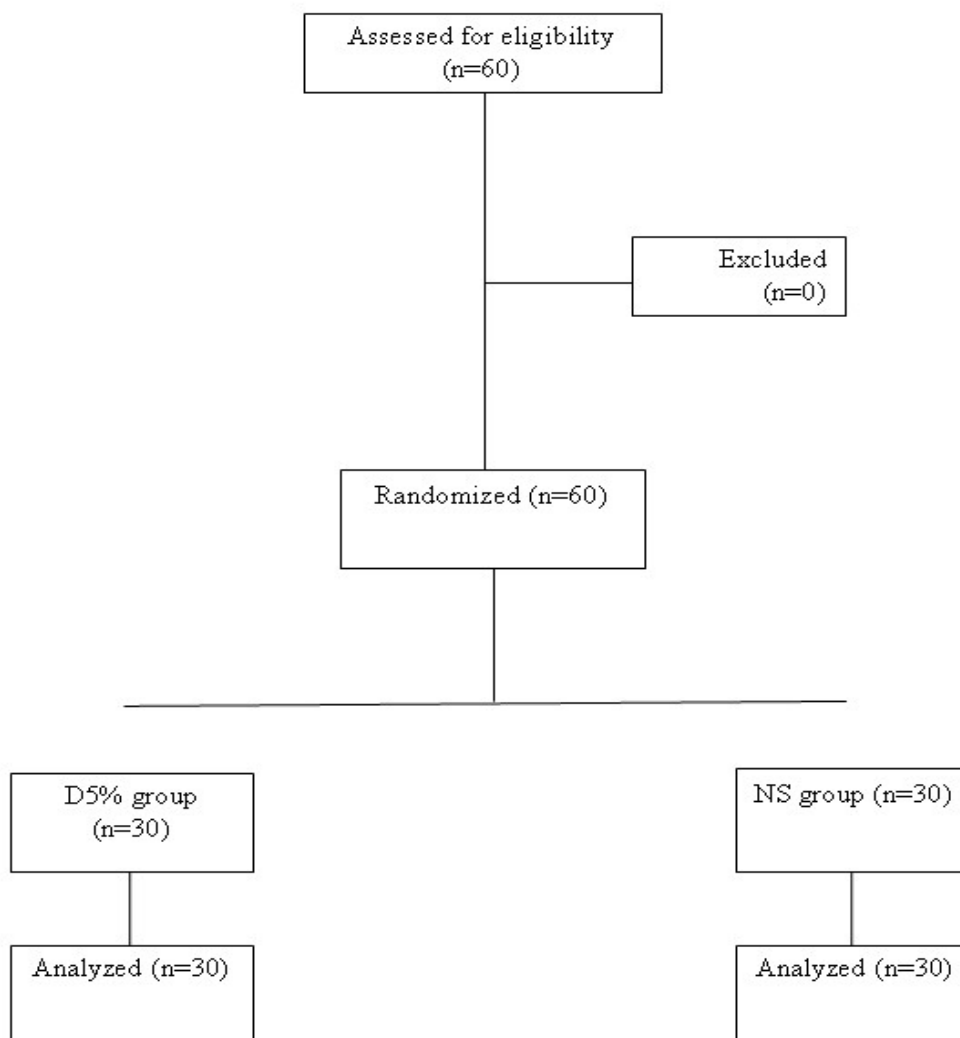 Assessed for eligibility
(n=60)
Excluded
(n=0)
Randomized (n=60)
D5% group
(n=30)
NS group (n=30)
Analyzed (n=30)
Analyzed (n=30)